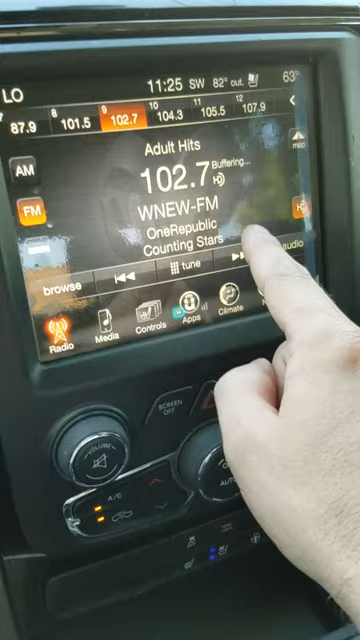 LO 11:25 SW 82° out. 63°
87.9 8 101.5 9 102.7 10 104.3 11 105.5 12 107.9
map
Adult Hits
AM
102.7 Buffering...
FM
WNEW-FM
OneRepublic
Counting Stars
browse tune audio
Radio Media Controls Apps Climate
SCREEN
OFF
VOLUME
A/C
AUTO